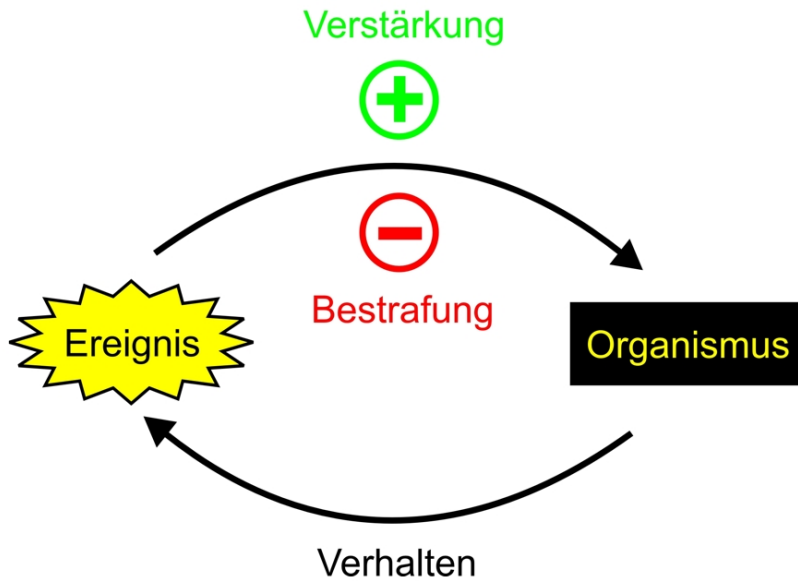 Verstärkung
Bestrafung
Ereignis
Organismus
Verhalten